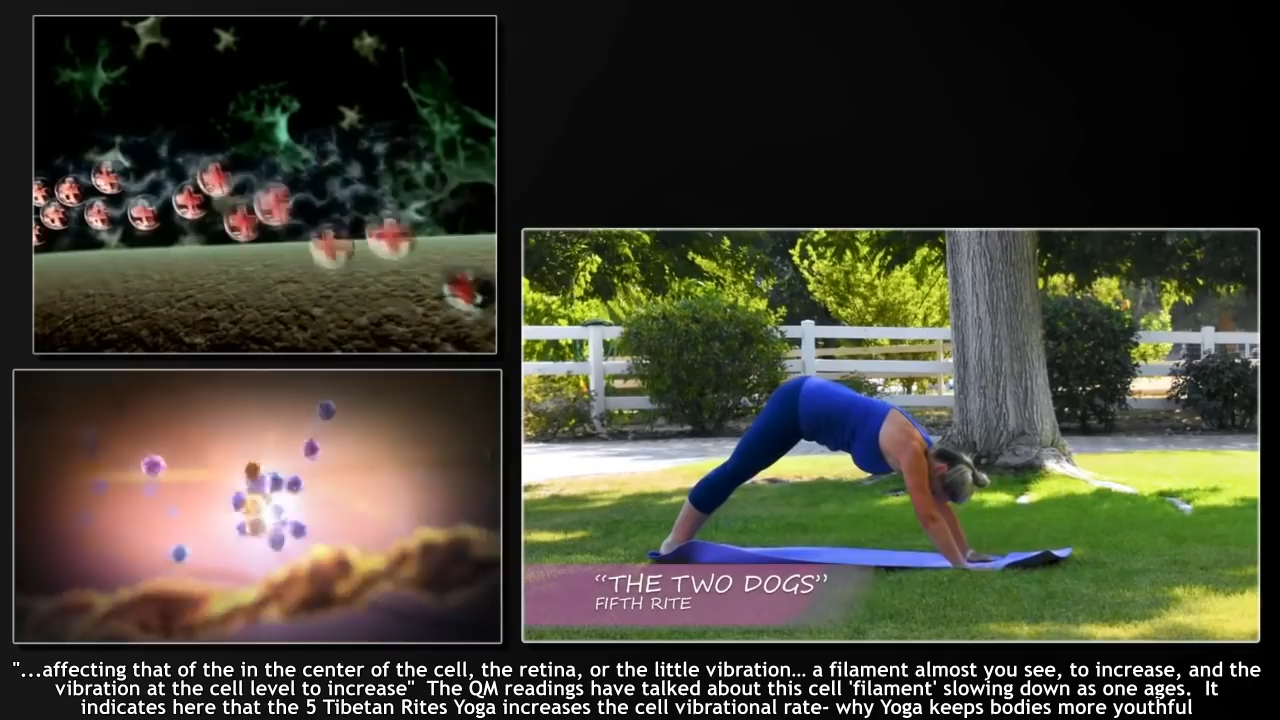 “THE TWO DOGS”
FIFTH RITE
"...affecting that of the in the center of the cell, the retina, or the little vibration... a filament almost you see, to increase, and the
vibration at the cell level to increase"  The QM readings have talked about this cell 'filament' slowing down as one ages.  It
indicates here that the 5 Tibetan Rites Yoga increases the cell vibrational rate- why Yoga keeps bodies more youthful